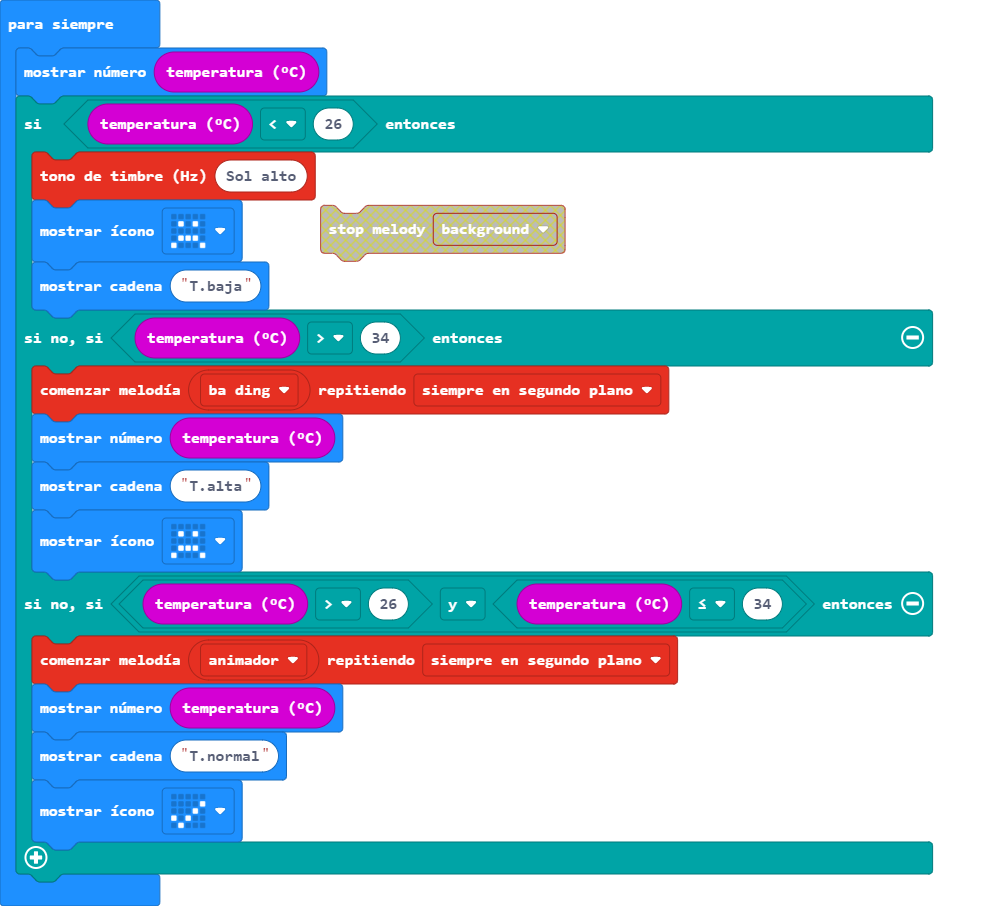 para siempre
mostrar número temperatura (ºC)
si temperatura (ºC) < 26 entonces
tono de timbre (Hz) Sol alto
mostrar ícono
stop melody background
mostrar cadena "T.baja"
si no, si temperatura (ºC) > 34 entonces
comenzar melodía ba ding repitiendo siempre en segundo plano
mostrar número temperatura (ºC)
mostrar cadena "T.alta"
mostrar ícono
si no, si temperatura (ºC) > 26 y temperatura (ºC) ≤ 34 entonces
comenzar melodía animador repitiendo siempre en segundo plano
mostrar número temperatura (ºC)
mostrar cadena "T.normal"
mostrar ícono